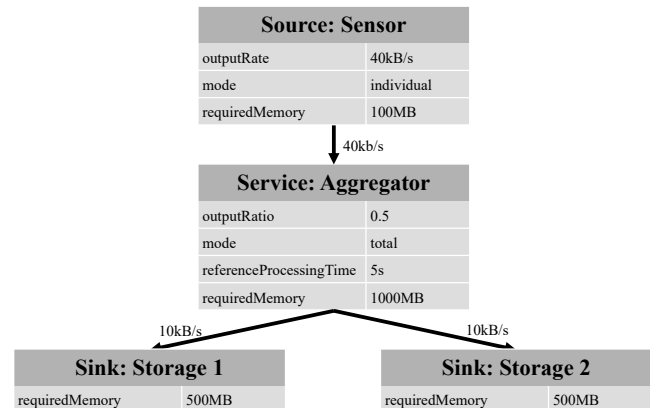 Source: Sensor
outputRate 40kB/s
mode individual
requiredMemory 100MB
40kb/s
Service: Aggregator
outputRatio 0.5
mode total
referenceProcessingTime 5s
requiredMemory 1000MB
10kB/s 10kB/s
Sink: Storage 1 Sink: Storage 2
requiredMemory 500MB requiredMemory 500MB